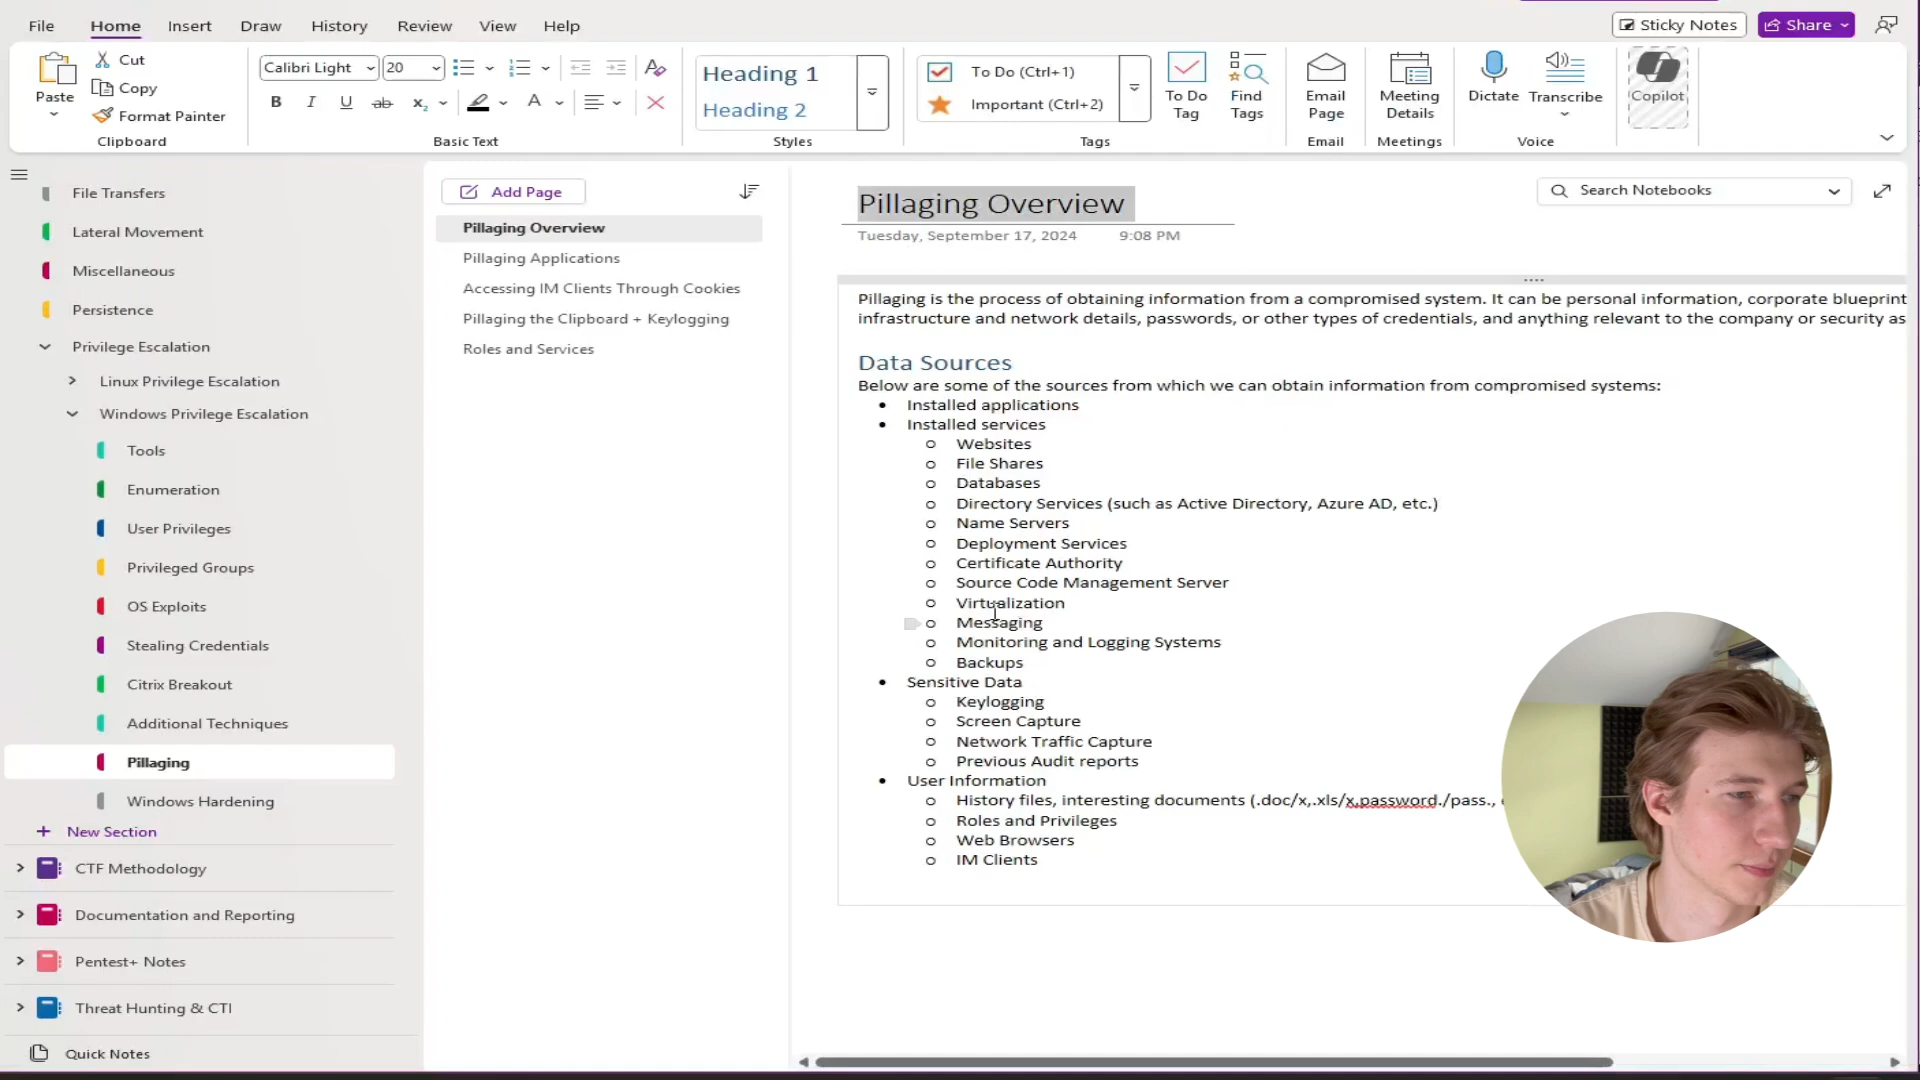 File Home Insert Draw History Review View Help
Sticky Notes Share
Paste
Cut
Copy
Format Painter
Clipboard
Calibri Light 20
B I U ab x₂ A
Basic Text
Heading 1
Heading 2
Styles
To Do (Ctrl+1)
Important (Ctrl+2)
To Do Tag
Find Tags
Tags
Email Page
Email
Meeting Details
Meetings
Dictate
Transcribe
Voice
Copilot
File Transfers
Lateral Movement
Miscellaneous
Persistence
Privilege Escalation
Linux Privilege Escalation
Windows Privilege Escalation
Tools
Enumeration
User Privileges
Privileged Groups
OS Exploits
Stealing Credentials
Citrix Breakout
Additional Techniques
Pillaging
Windows Hardening
New Section
CTF Methodology
Documentation and Reporting
Pentest+ Notes
Threat Hunting & CTI
Quick Notes
Add Page
Pillaging Overview
Pillaging Applications
Accessing IM Clients Through Cookies
Pillaging the Clipboard + Keylogging
Roles and Services
Search Notebooks
Pillaging Overview
Tuesday, September 17, 2024 9:08 PM
Pillaging is the process of obtaining information from a compromised system. It can be personal information, corporate blueprint
infrastructure and network details, passwords, or other types of credentials, and anything relevant to the company or security as
Data Sources
Below are some of the sources from which we can obtain information from compromised systems:
• Installed applications
• Installed services
o Websites
o File Shares
o Databases
o Directory Services (such as Active Directory, Azure AD, etc.)
o Name Servers
o Deployment Services
o Certificate Authority
o Source Code Management Server
o Virtualization
o Messaging
o Monitoring and Logging Systems
o Backups
• Sensitive Data
o Keylogging
o Screen Capture
o Network Traffic Capture
o Previous Audit reports
• User Information
o History files, interesting documents (.doc/x,.xls/x,password./pass.,
o Roles and Privileges
o Web Browsers
o IM Clients